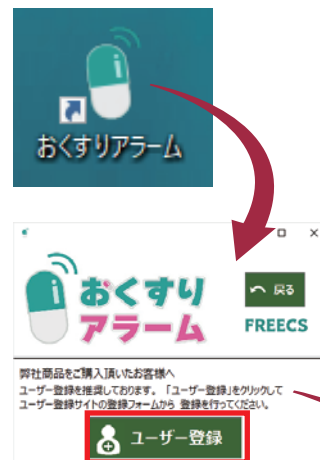 おくすりアラーム
おくすり
アラーム
戻る
FREECS
弊社商品をご購入頂いたお客様へ
ユーザー登録を推奨しております。「ユーザー登録」をクリックして
ユーザー登録サイトの登録フォームから 登録を行ってください。
ユーザー登録